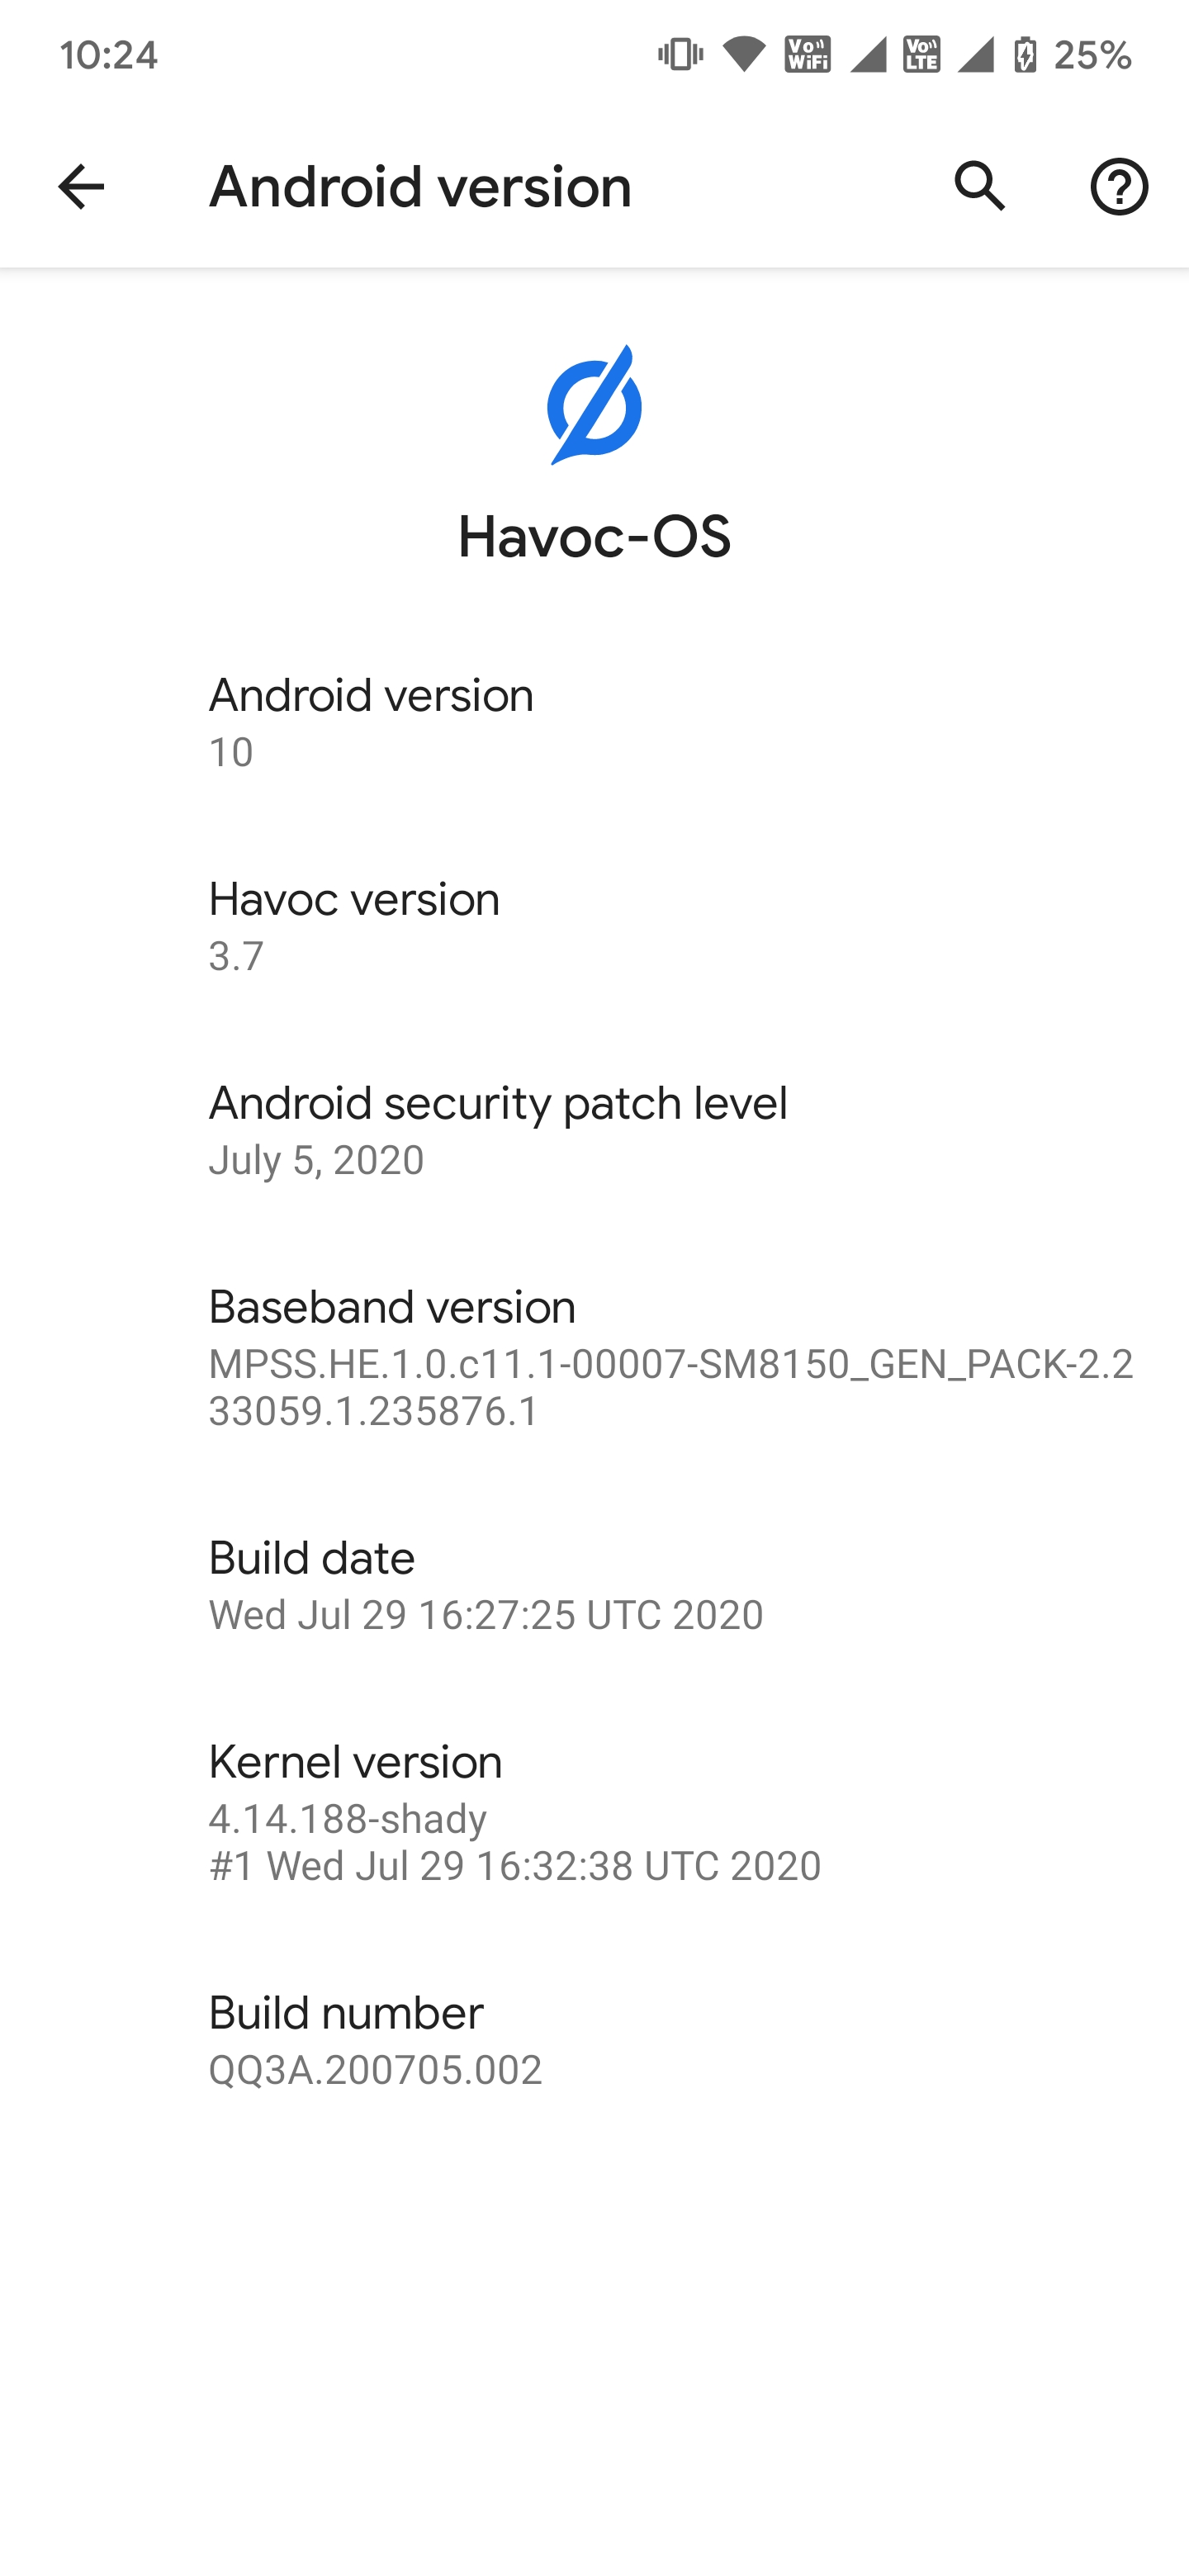 10:24 Vo WiFi Vo LTE 25%
Android version
Havoc-OS
Android version
10
Havoc version
3.7
Android security patch level
July 5, 2020
Baseband version
MPSS.HE.1.0.c11.1-00007-SM8150_GEN_PACK-2.2
33059.1.235876.1
Build date
Wed Jul 29 16:27:25 UTC 2020
Kernel version
4.14.188-shady
#1 Wed Jul 29 16:32:38 UTC 2020
Build number
QQ3A.200705.002